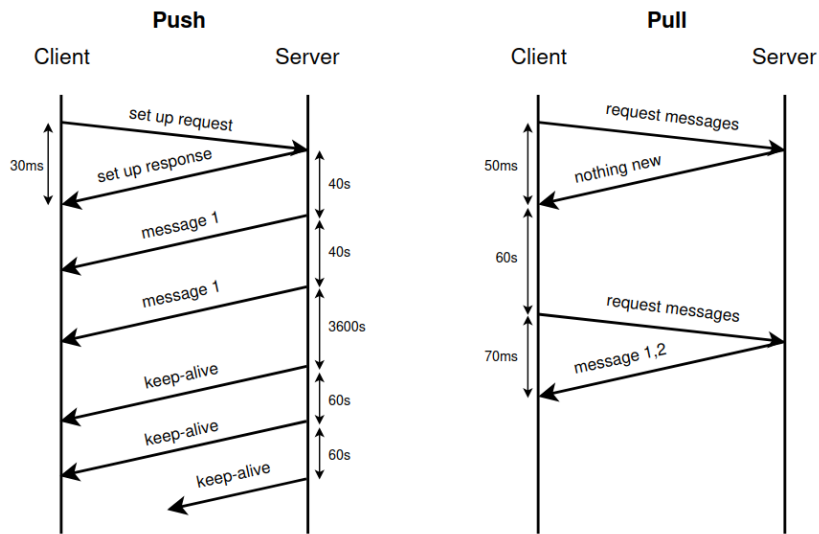 Push
Client
Server
set up request
30ms
set up response
40s
message 1
40s
message 1
3600s
keep-alive
60s
keep-alive
60s
keep-alive
Pull
Client
Server
request messages
50ms
nothing new
60s
request messages
70ms
message 1,2